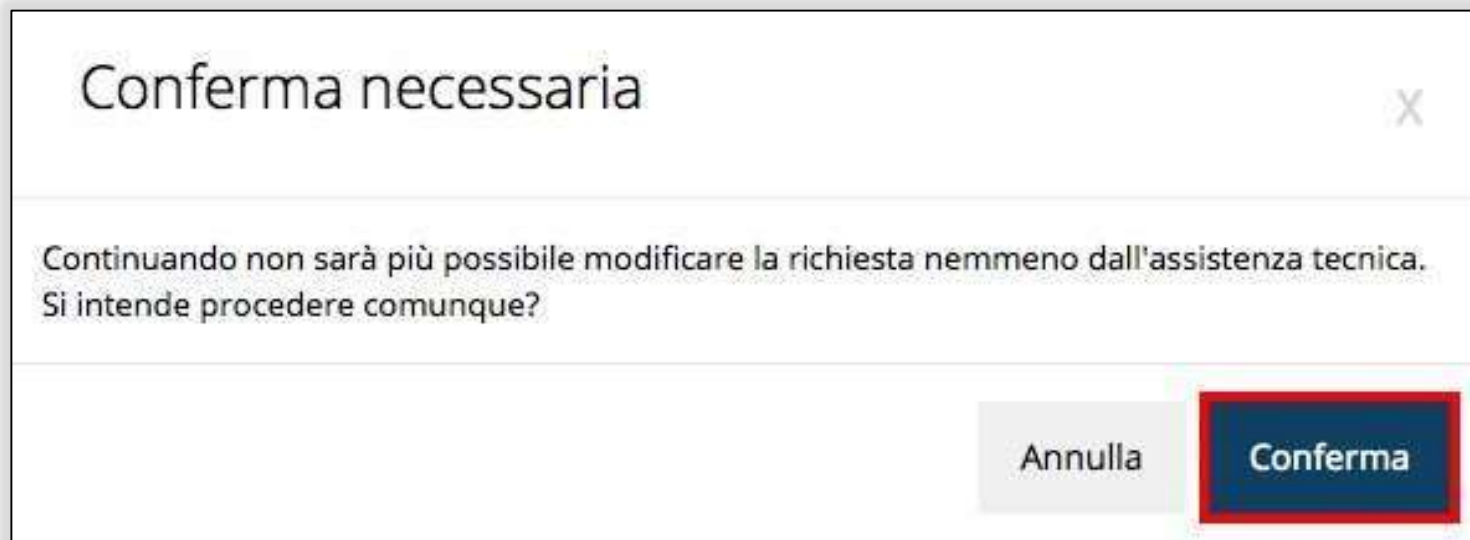 Conferma necessaria
X
Continuando non sarà più possibile modificare la richiesta nemmeno dall'assistenza tecnica.
Si intende procedere comunque?
Annulla Conferma